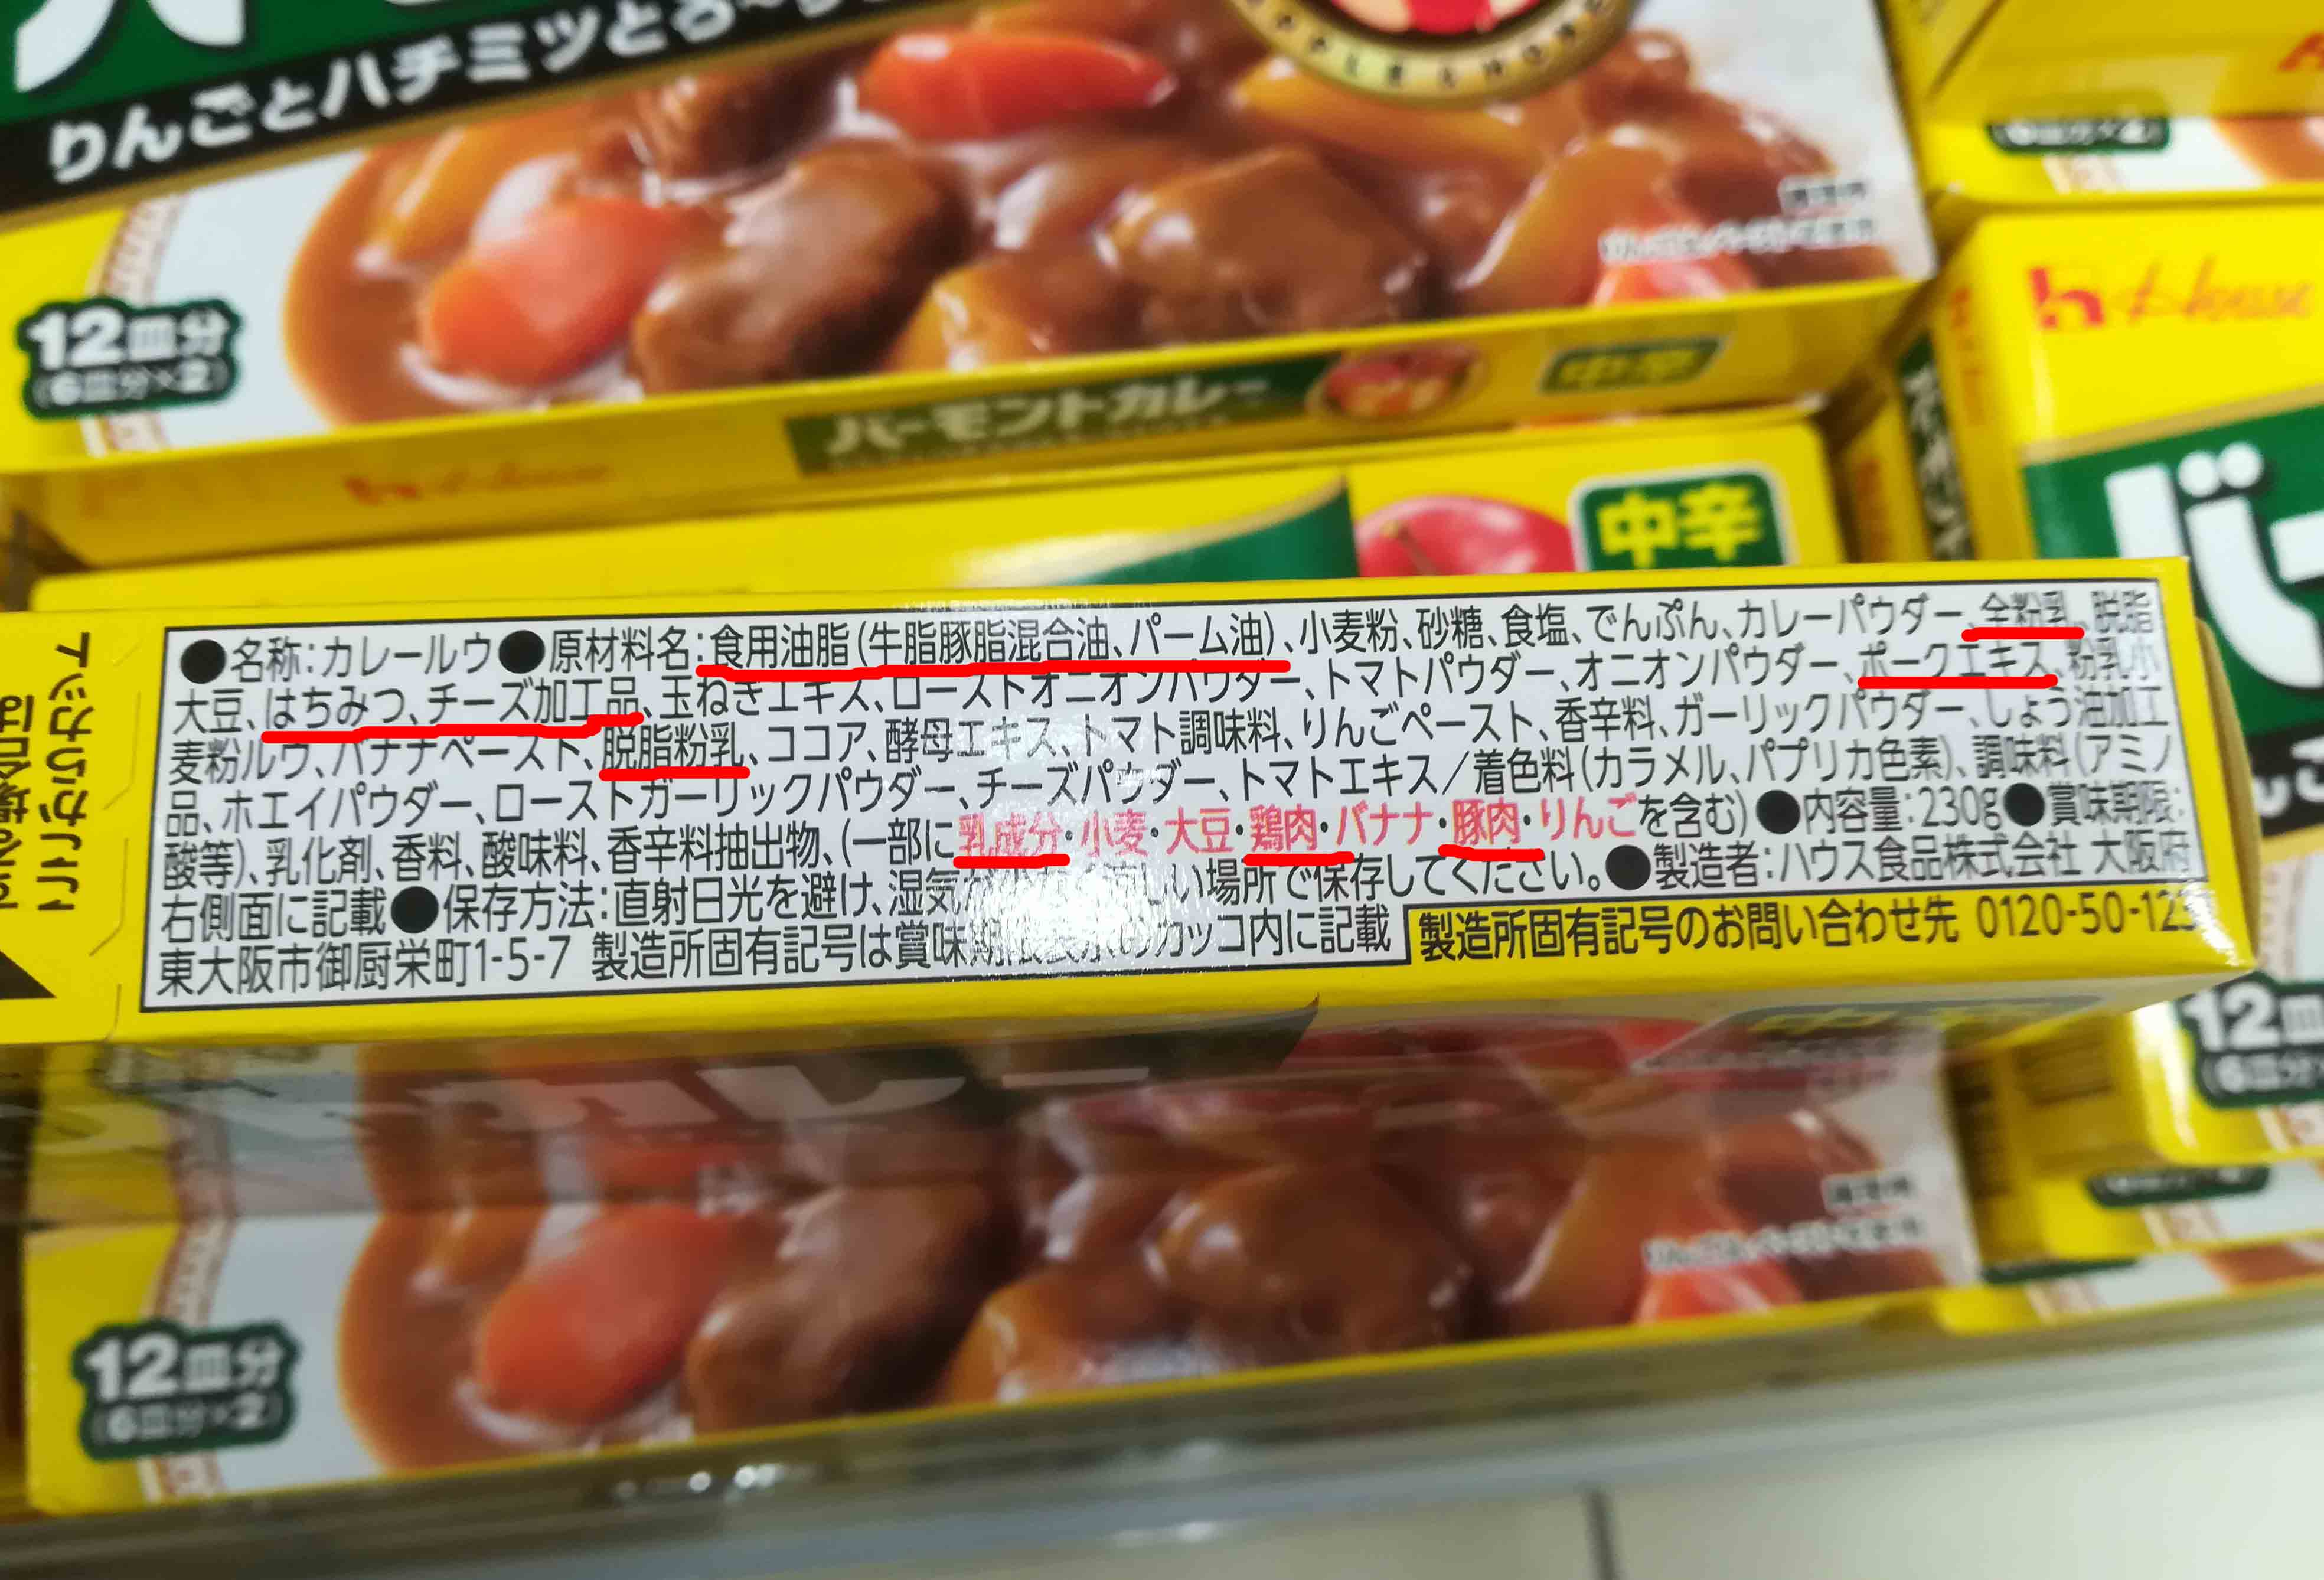 りんごとハチミツとろ〜り
12皿分
(6皿分×2)
バーモントカレー
中辛
House
中辛
●名称:カレールウ●原材料名:食用油脂(牛脂豚脂混合油、パーム油)、小麦粉、砂糖、食塩、でんぷん、カレーパウダー、全粉乳、脱脂
大豆、はちみつ、チーズ加工品、玉ねぎエキス、ローストオニオンパウダー、トマトパウダー、オニオンパウダー、ポークエキス、粉乳小
麦粉ルウ、バナナペースト、脱脂粉乳、ココア、酵母エキス、トマト調味料、りんごペースト、香辛料、ガーリックパウダー、しょう油加工
品、ホエイパウダー、ローストガーリックパウダー、チーズパウダー、トマトエキス/着色料(カラメル、パプリカ色素)、調味料(アミノ
酸等)、乳化剤、香料、酸味料、香辛料抽出物、(一部に乳成分・小麦・大豆・鶏肉・バナナ・豚肉・りんごを含む)●内容量:230g●賞味期限:
右側面に記載●保存方法:直射日光を避け、湿気が 涼しい場所で保存してください。●製造者:ハウス食品株式会社 大阪府
東大阪市御厨栄町1-5-7 製造所固有記号は賞味期限表示のカッコ内に記載
製造所固有記号のお問い合わせ先 0120-50-123
カレー
12皿分
(6皿分×2)